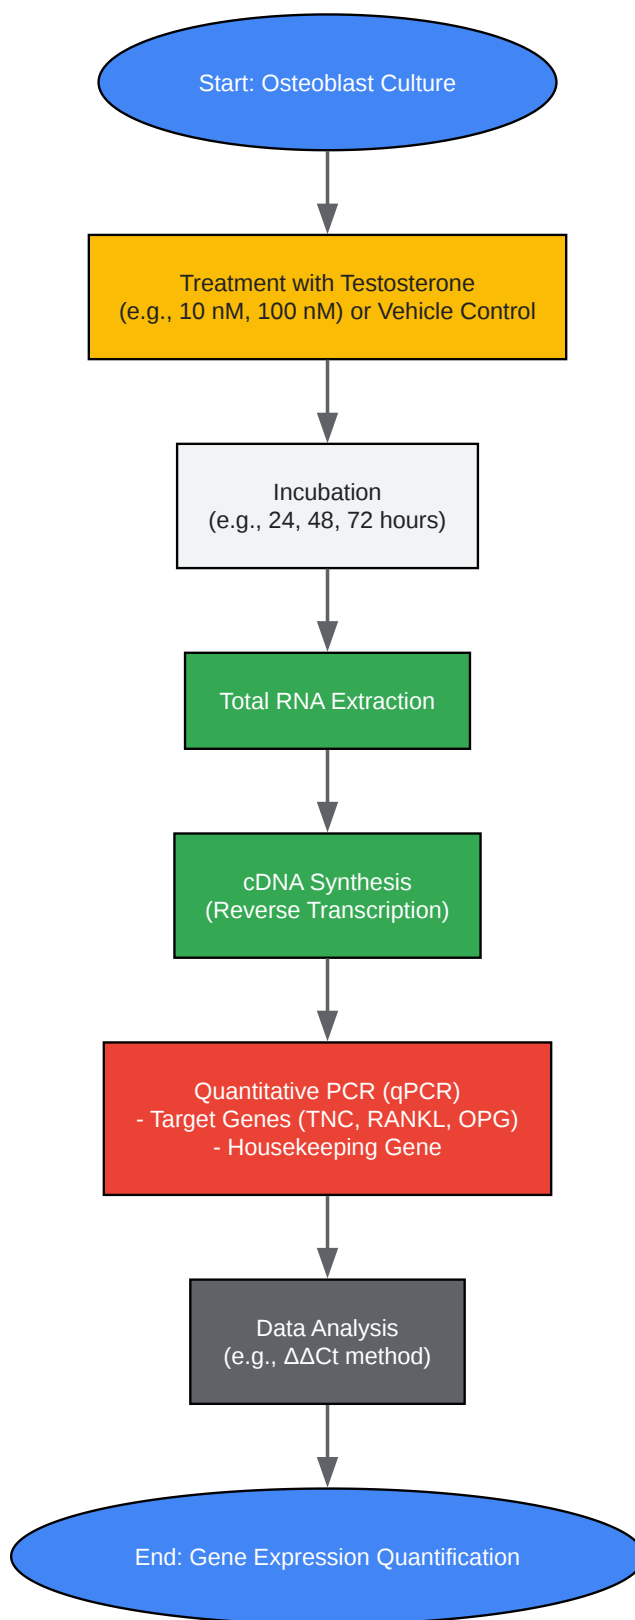 Start: Osteoblast Culture
Treatment with Testosterone
(e.g., 10 nM, 100 nM) or Vehicle Control
Incubation
(e.g., 24, 48, 72 hours)
Total RNA Extraction
cDNA Synthesis
(Reverse Transcription)
Quantitative PCR (qPCR)
- Target Genes (TNC, RANKL, OPG)
- Housekeeping Gene
Data Analysis
(e.g., ΔΔCt method)
End: Gene Expression Quantification